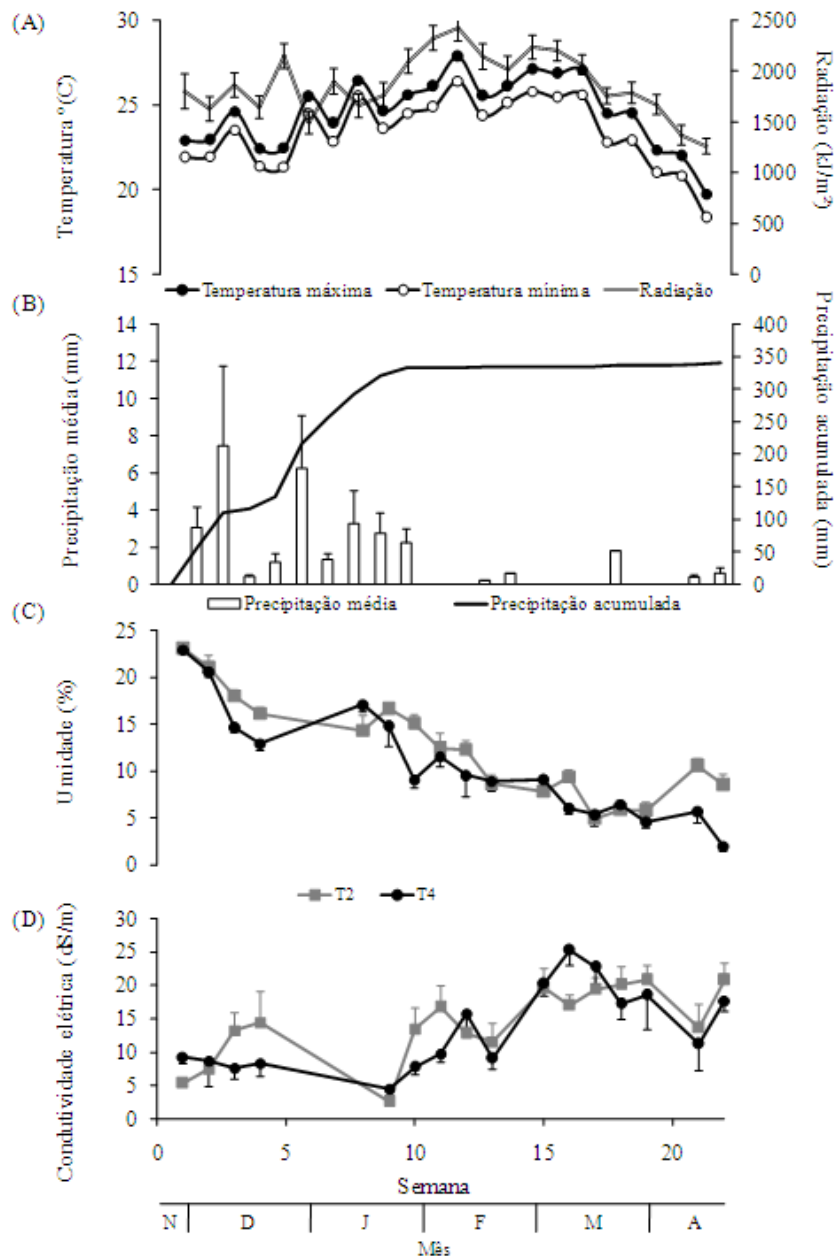 (A)
Temperatura º(C)
30
25
20
15
2500
2000
1500
1000
500
0
Radiação (kJ/m²)
Temperatura máxima
Temperatura mínima
Radiação
(B)
Precipitação média (mm)
14
12
10
8
6
4
2
0
400
350
300
250
200
150
100
50
0
Precipitação acumulada (mm)
Precipitação média
Precipitação acumulada
(C)
Umidade (%)
25
20
15
10
5
0
T2
T4
(D)
Condutividade elétrica (dS/m)
30
25
20
15
10
5
0
0 5 10 15 20
Semana
N D J F M A
Mês